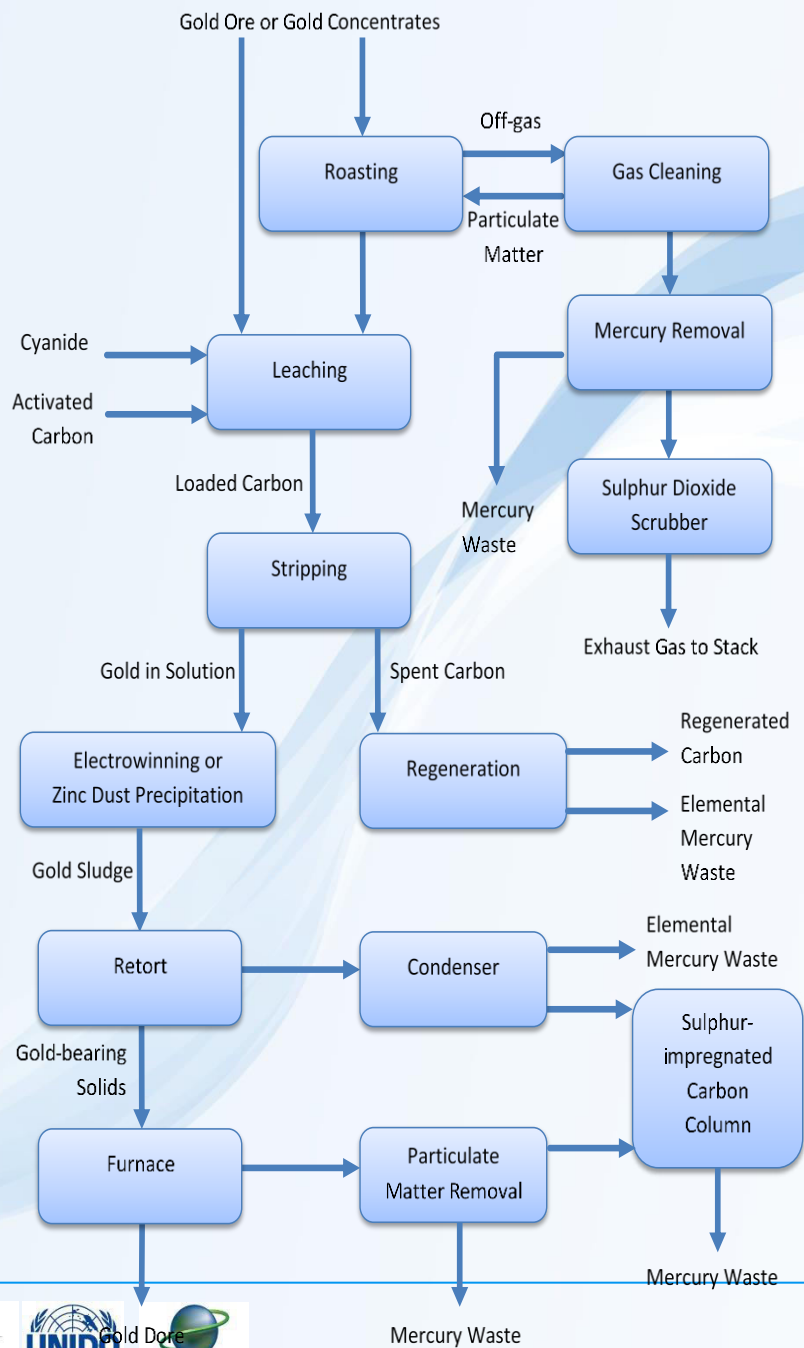 Gold Ore or Gold Concentrates
Off-gas
Roasting
Gas Cleaning
Particulate
Matter
Cyanide
Leaching
Mercury Removal
Activated
Carbon
Loaded Carbon
Mercury
Waste
Sulphur Dioxide
Scrubber
Stripping
Exhaust Gas to Stack
Gold in Solution
Spent Carbon
Electrowinning or
Zinc Dust Precipitation
Regeneration
Regenerated
Carbon
Elemental
Mercury
Waste
Gold Sludge
Retort
Condenser
Elemental
Mercury Waste
Sulphur-
impregnated
Carbon
Column
Gold-bearing
Solids
Furnace
Particulate
Matter Removal
Mercury Waste
UNIDO
Gold Dore
Mercury Waste